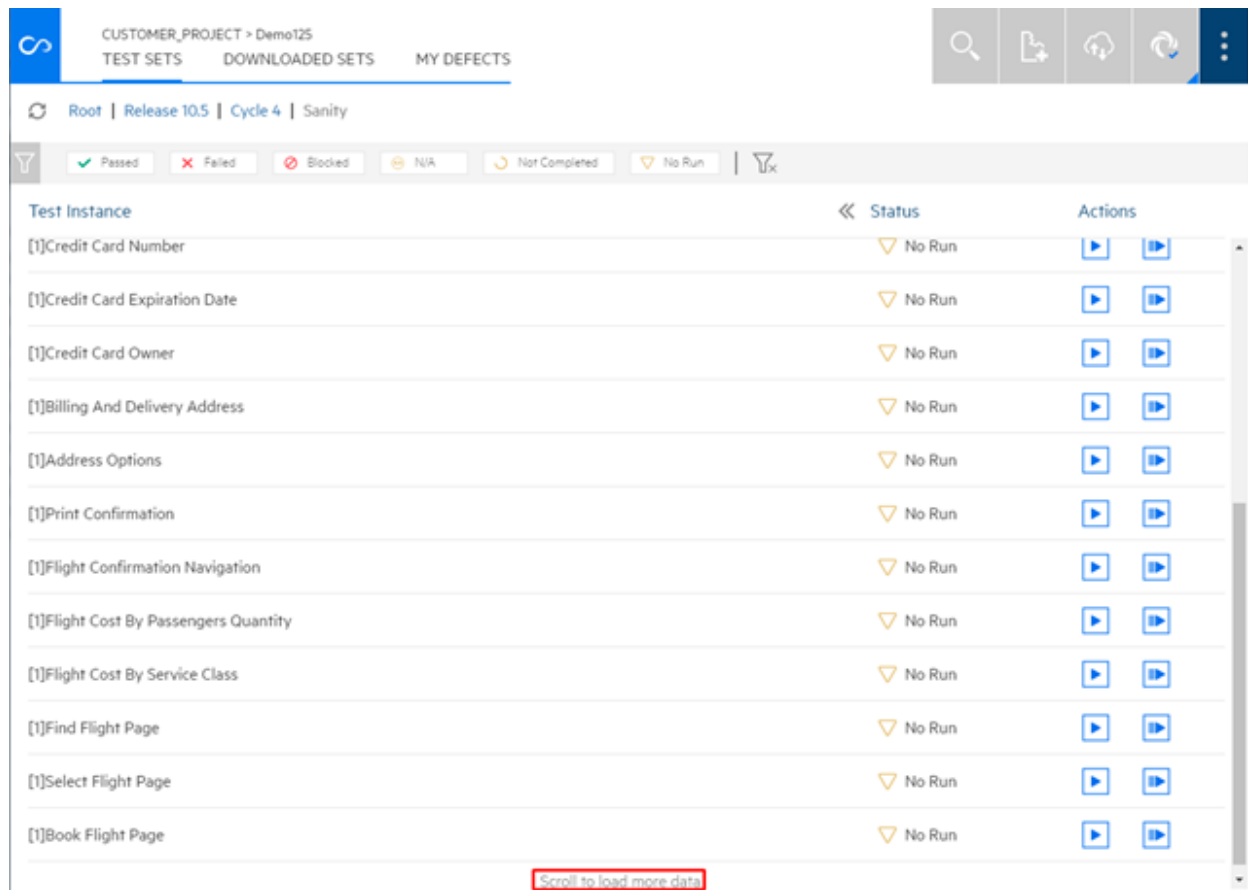 CUSTOMER_PROJECT > Demo125
TEST SETS DOWNLOADED SETS MY DEFECTS
Root | Release 10.5 | Cycle 4 | Sanity
Passed Failed Blocked N/A Not Completed No Run
Test Instance Status Actions
[1]Credit Card Number No Run
[1]Credit Card Expiration Date No Run
[1]Credit Card Owner No Run
[1]Billing And Delivery Address No Run
[1]Address Options No Run
[1]Print Confirmation No Run
[1]Flight Confirmation Navigation No Run
[1]Flight Cost By Passengers Quantity No Run
[1]Flight Cost By Service Class No Run
[1]Find Flight Page No Run
[1]Select Flight Page No Run
[1]Book Flight Page No Run
Scroll to load more data